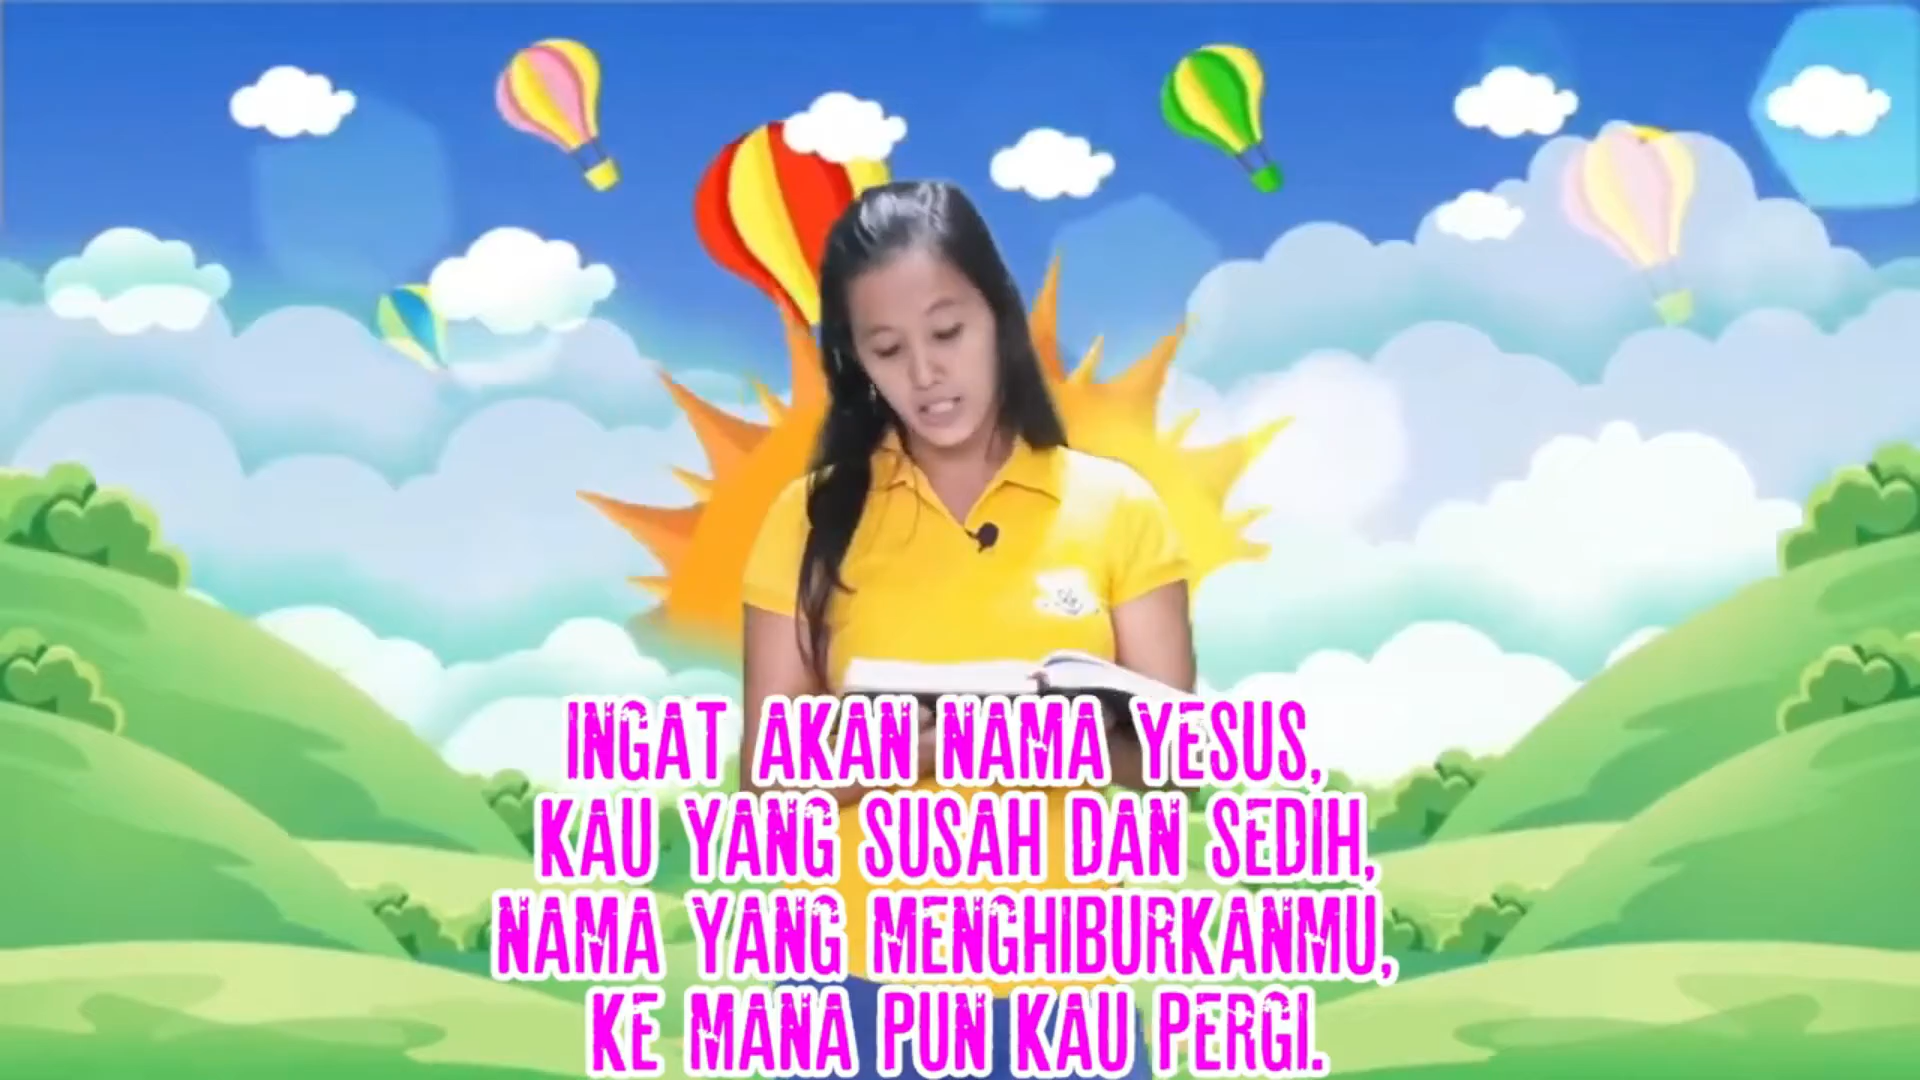 INGAT AKAN NAMA YESUS,
KAU YANG SUSAH DAN SEDIH,
NAMA YANG MENGHIBURKANMU,
KE MANA PUN KAU PERGI.